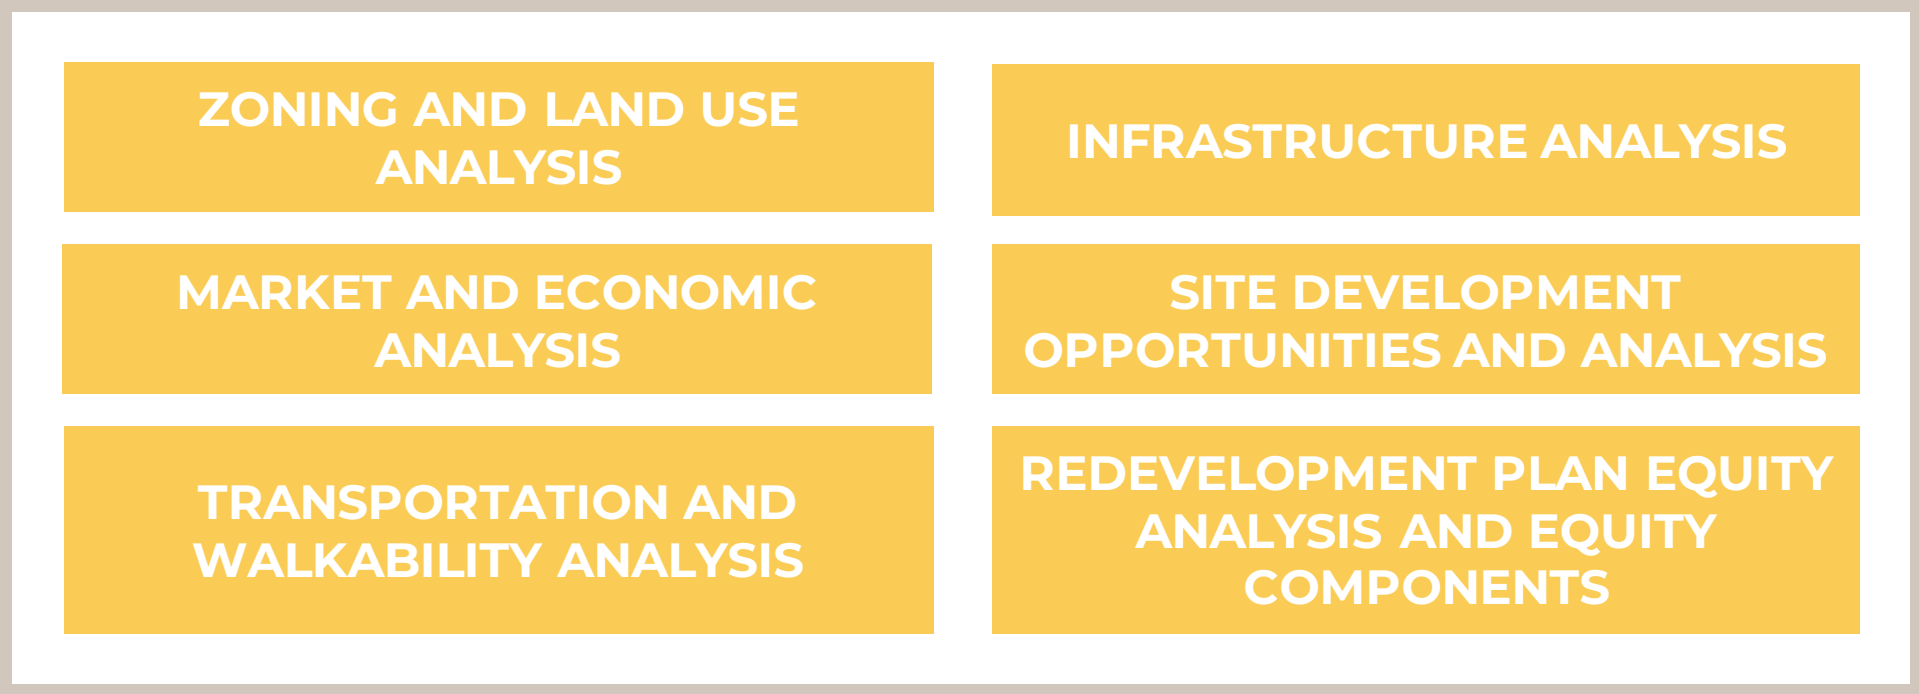 ZONING AND LAND USE
ANALYSIS
INFRASTRUCTURE ANALYSIS
MARKET AND ECONOMIC
ANALYSIS
SITE DEVELOPMENT
OPPORTUNITIES AND ANALYSIS
TRANSPORTATION AND
WALKABILITY ANALYSIS
REDEVELOPMENT PLAN EQUITY
ANALYSIS AND EQUITY
COMPONENTS